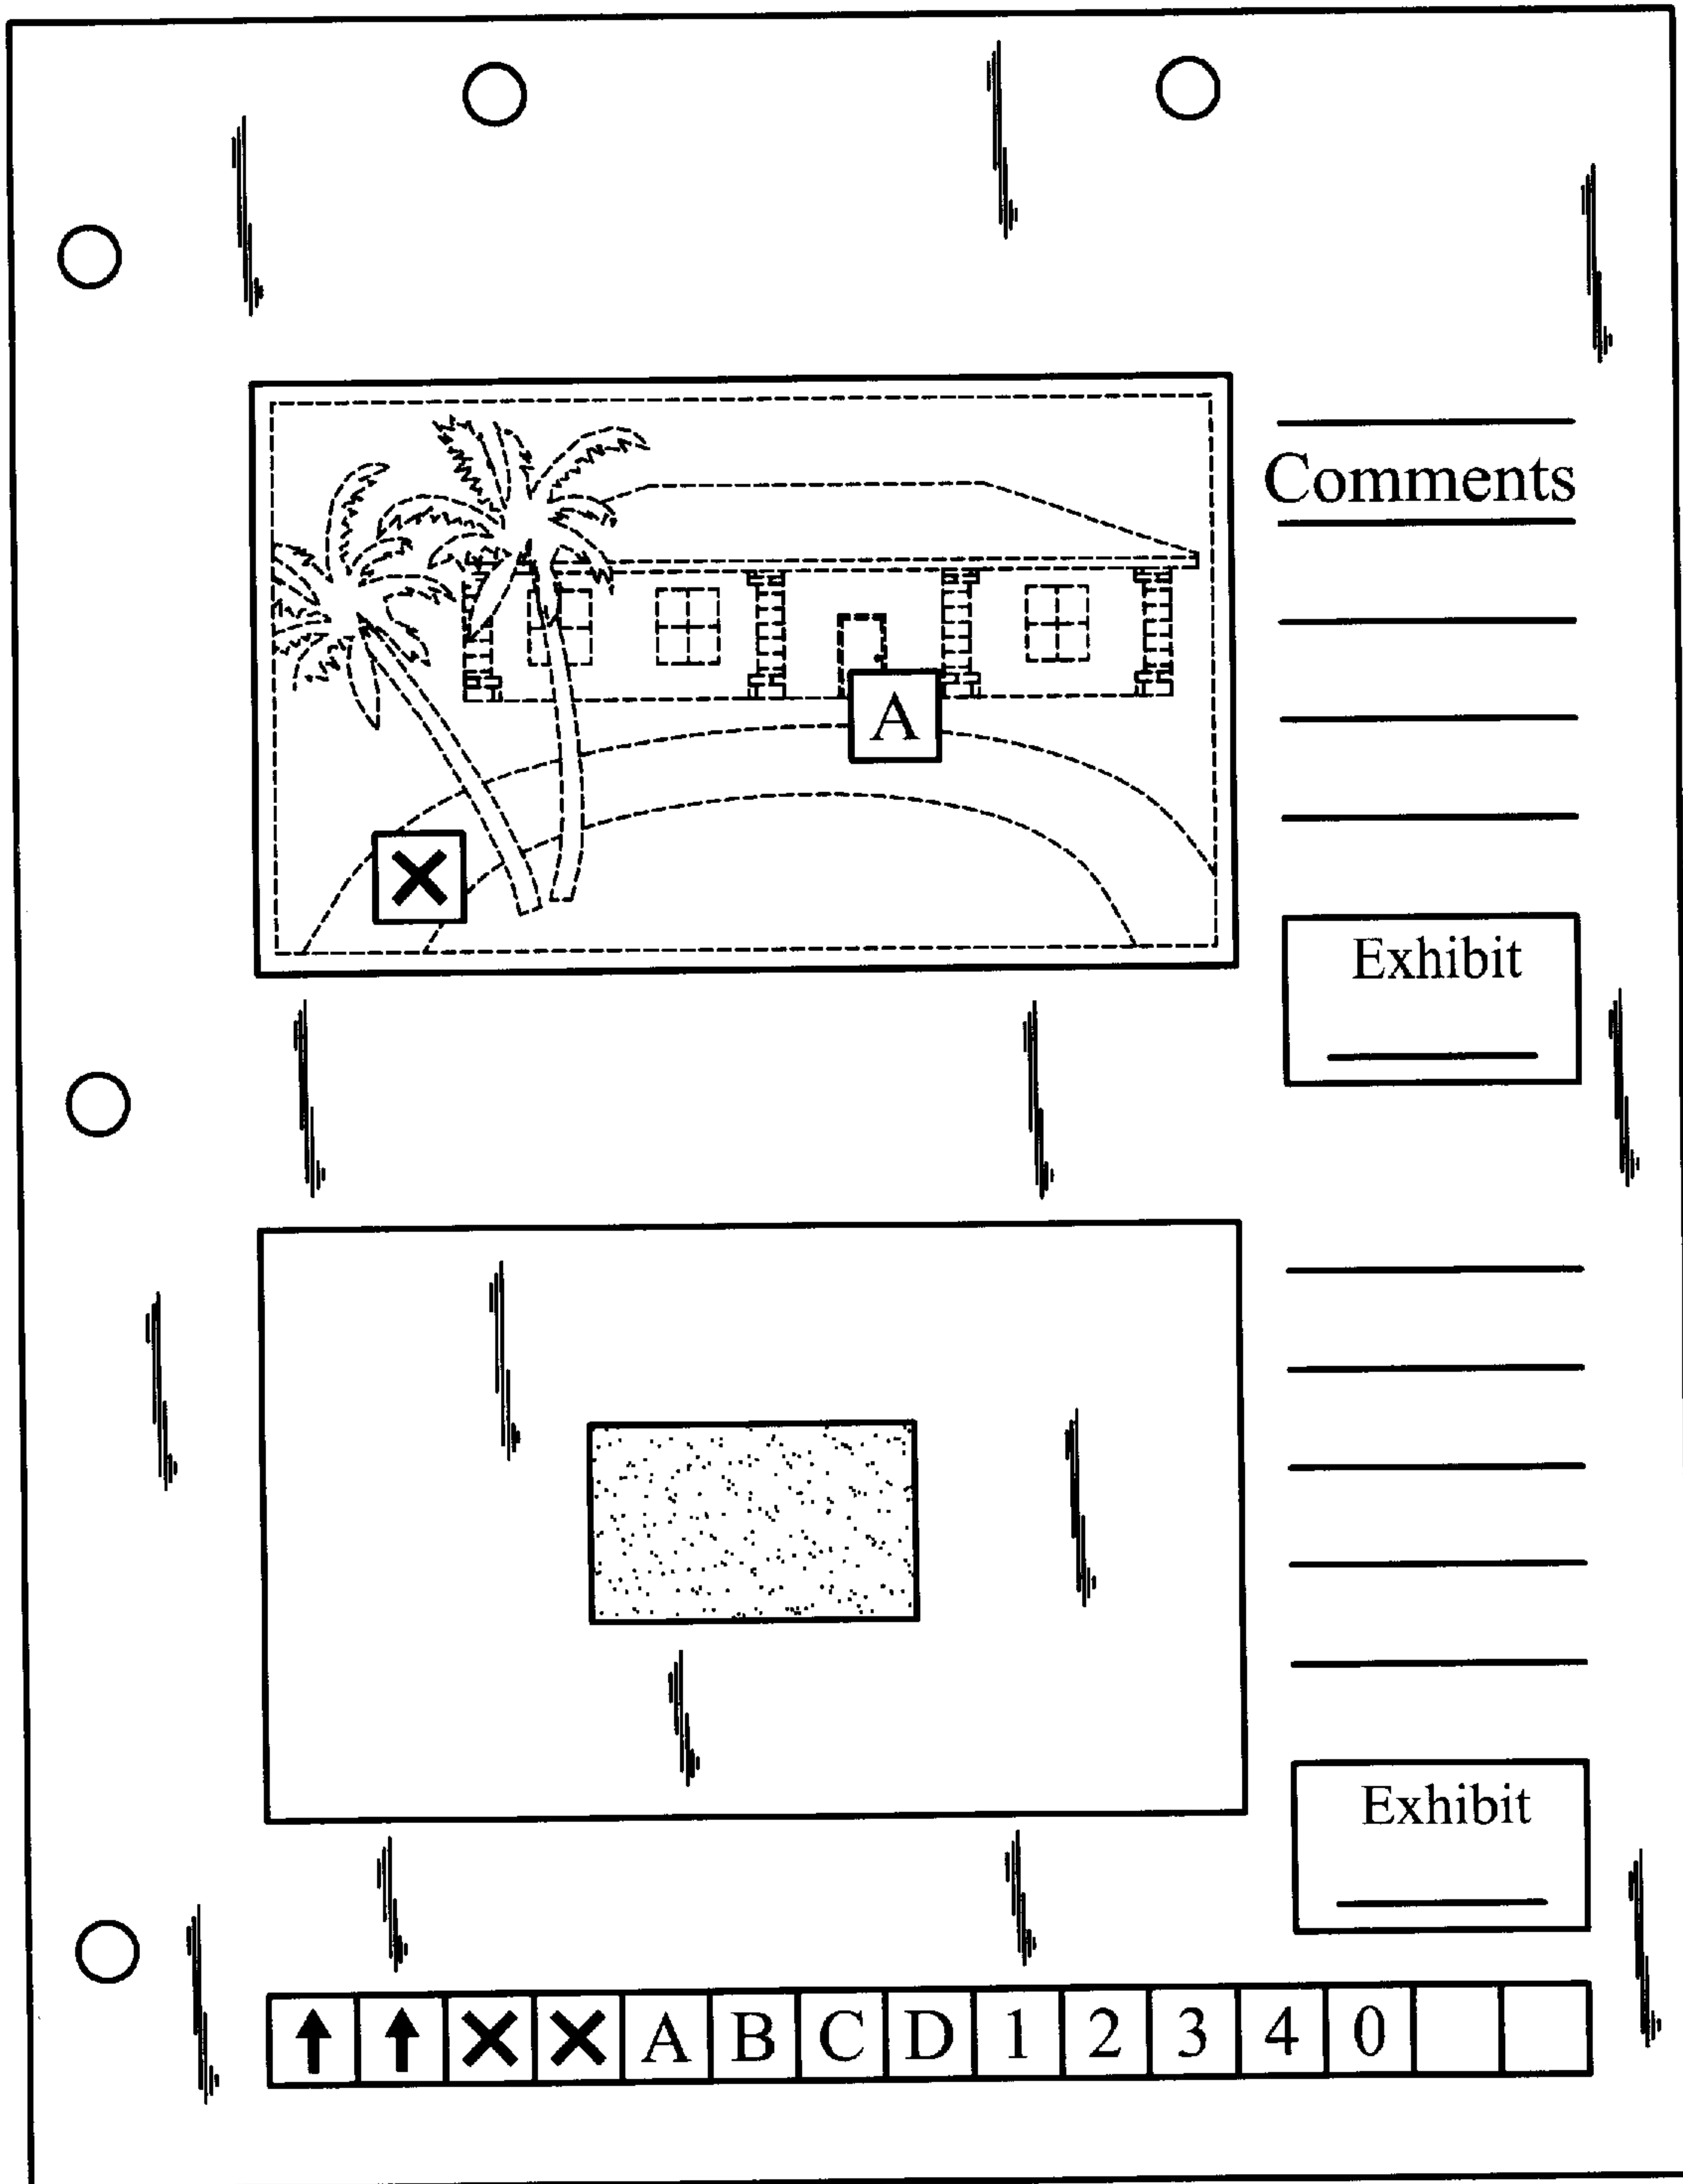 Comments
A
X
Exhibit
Exhibit
↑ ↑ X X A B C D 1 2 3 4 0